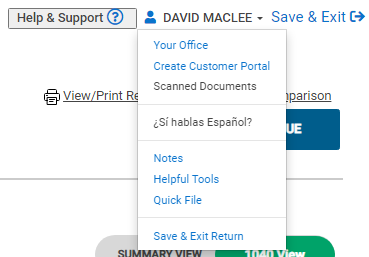 Help & Support ?
DAVID MACLEE
Save & Exit
Your Office
Create Customer Portal
Scanned Documents
View/Print Re
mparison
¿Sí hablas Español?
UE
Notes
Helpful Tools
Quick File
Save & Exit Return
SUMMARY VIEW
1040 View